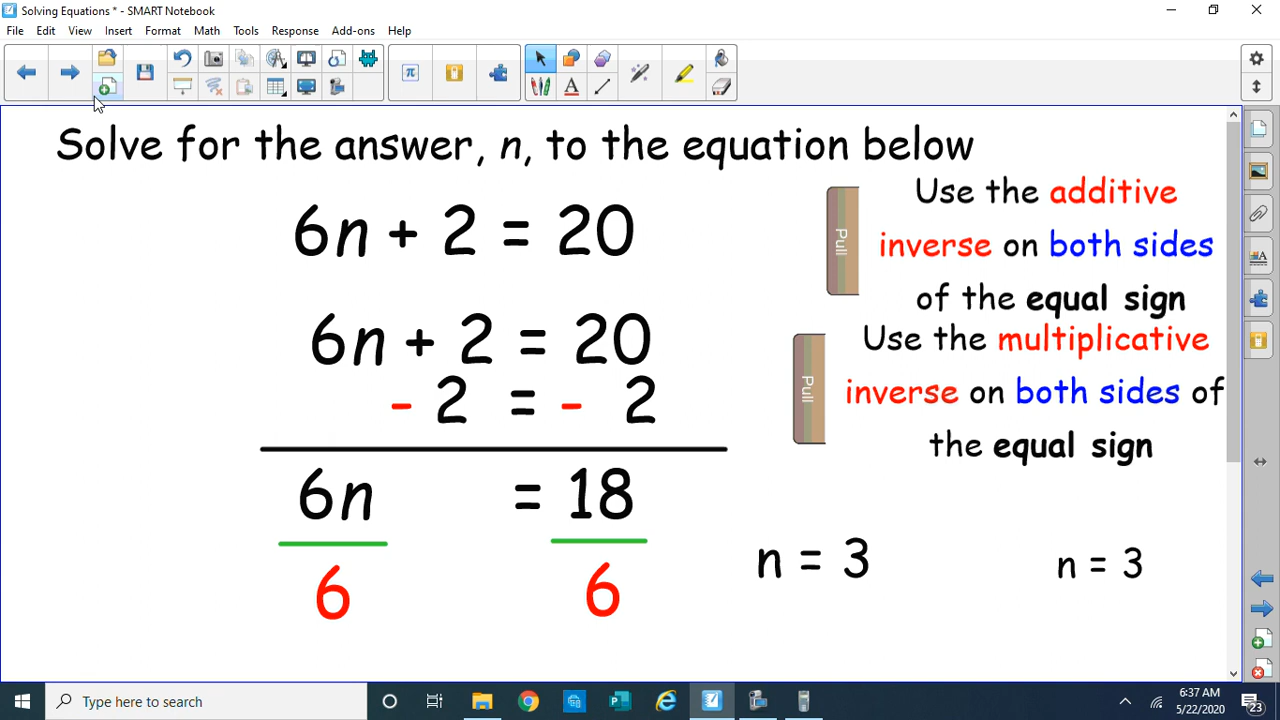 Solving Equations * - SMART Notebook
File Edit View Insert Format Math Tools Response Add-ons Help
Solve for the answer, n, to the equation below
6n + 2 = 20
Pull
Use the additive
inverse on both sides
of the equal sign
6n + 2 = 20
- 2 = - 2
Pull
Use the multiplicative
inverse on both sides of
the equal sign
6n = 18
6 6
n = 3
n = 3
Type here to search
6:37 AM
5/22/2020
23